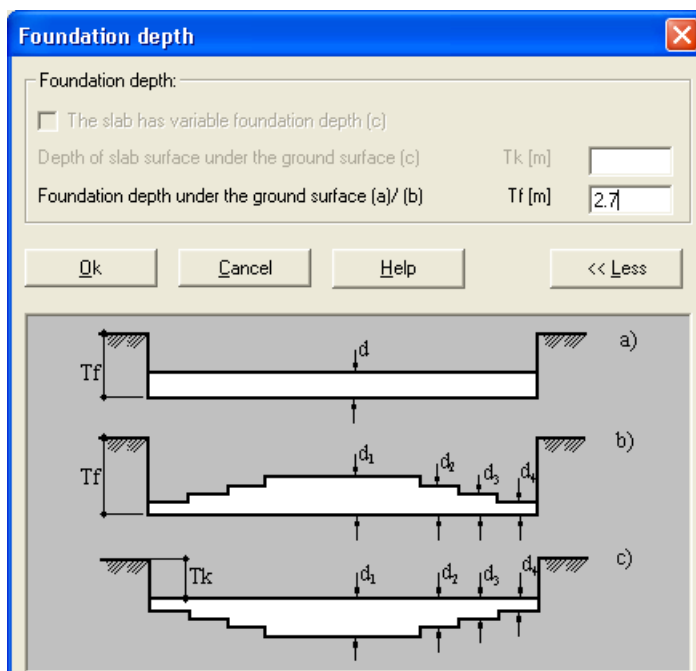 Foundation depth
Foundation depth:
The slab has variable foundation depth (c)
Depth of slab surface under the ground surface (c) Tk [m]
Foundation depth under the ground surface (a)/ (b) Tf [m] 2.7
Ok Cancel Help << Less
a)
d
Tf
b)
d1 d2 d3 d4
Tf
c)
Tk d1 d2 d3 d4